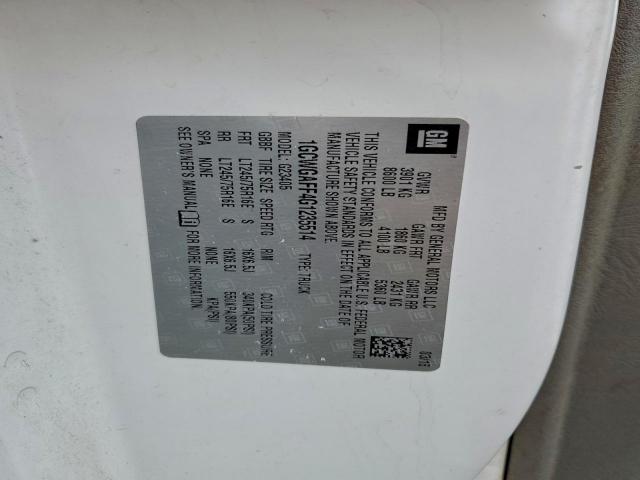 GM
MFD BY GENERAL MOTORS LLC 03/16
GVWR GAWR FRT GAWR RR
3901 KG 1860 KG 2431 KG
8600 LB 4100 LB 5360 LB
THIS VEHICLE CONFORMS TO ALL APPLICABLE U.S. FEDERAL MOTOR
VEHICLE SAFETY STANDARDS IN EFFECT ON THE DATE OF
MANUFACTURE SHOWN ABOVE.
1GCWGAFF4G1235514 TYPE: TRUCK
MODEL: G23405
GBBF TIRE SIZE SPEED RTG RIM COLD TIRE PRESSURE
FRT LT245/75R16E S 16X6.5J 340KPA(50PSI)
RR LT245/75R16E S 16X6.5J 550KPA(80PSI)
SPA NONE NONE KPA(PSI)
SEE OWNER'S MANUAL FOR MORE INFORMATION.